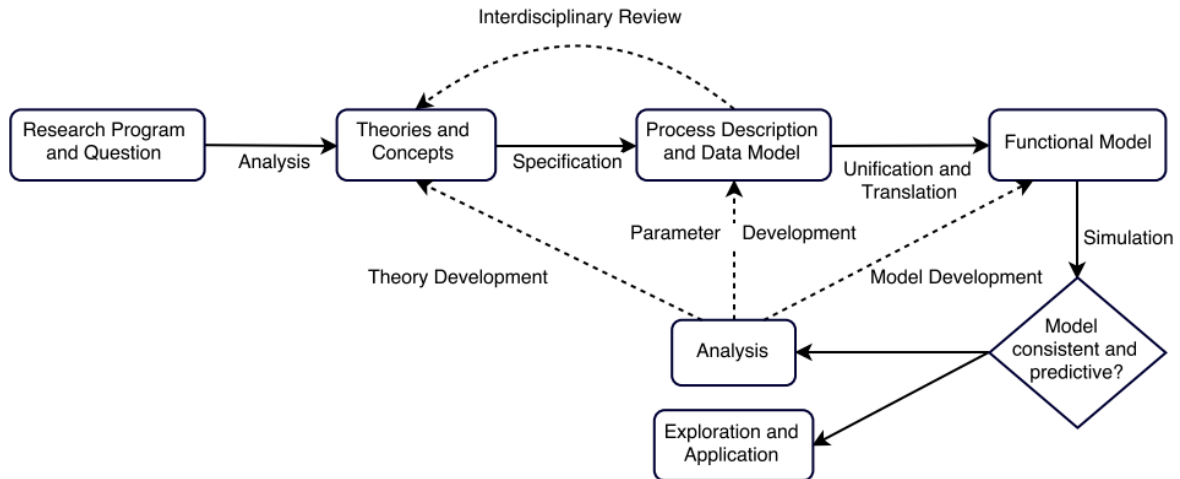 Interdisciplinary Review
Research Program
and Question
Analysis
Theories and
Concepts
Specification
Process Description
and Data Model
Unification and
Translation
Functional Model
Simulation
Parameter Development
Theory Development
Model Development
Analysis
Model
consistent and
predictive?
Exploration and
Application